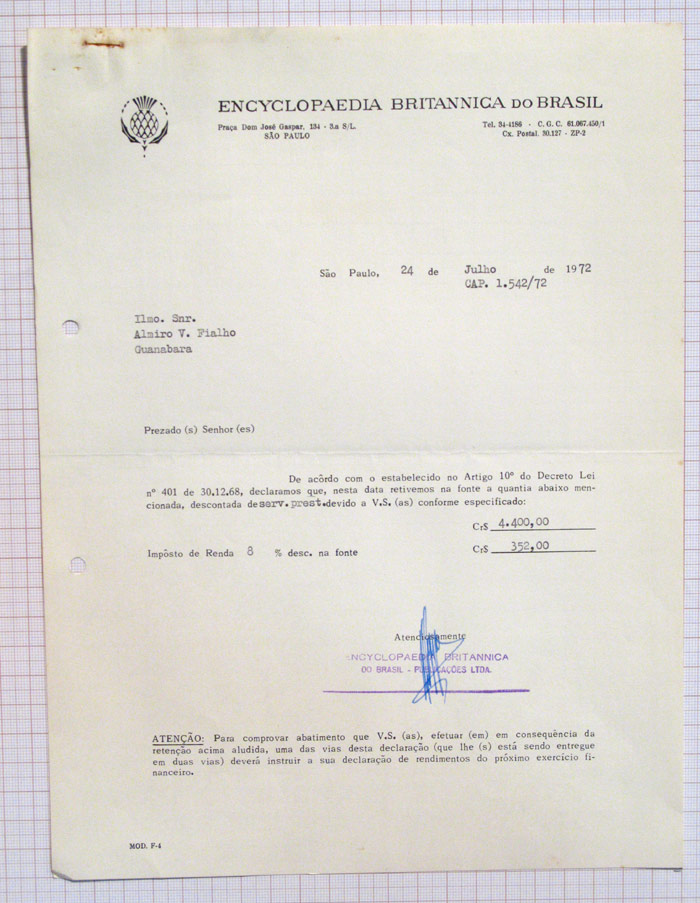 ENCYCLOPAEDIA BRITANNICA DO BRASIL
Praça Dom José Gaspar, 134 - 3.a S/L.
SÃO PAULO
Tel. 34-4186 - C. G. C. 61.067.450/1
Cx. Postal. 30.127 - ZP-2
São Paulo, 24 de Julho de 1972
CAP. 1.542/72
Ilmo. Snr.
Almiro V. Fialho
Guanabara
Prezado (s) Senhor (es)
De acôrdo com o estabelecido no Artigo 10º do Decreto Lei
nº 401 de 30.12.68, declaramos que, nesta data retivemos na fonte a quantia abaixo men-
cionada, descontada de serv.prest. devido a V.S. (as) conforme especificado:
Cr$ 4.400,00
Impôsto de Renda 8 % desc. na fonte Cr$ 352,00
Atenciosamente
ENCYCLOPAEDIA BRITANNICA
DO BRASIL - PUBLICAÇÕES LTDA.
ATENÇÃO: Para comprovar abatimento que V.S. (as), efetuar (em) em consequência da
retenção acima aludida, uma das vias desta declaração (que lhe (s) está sendo entregue
em duas vias) deverá instruir a sua declaração de rendimentos do próximo exercício fi-
nanceiro.
MOD. F-4